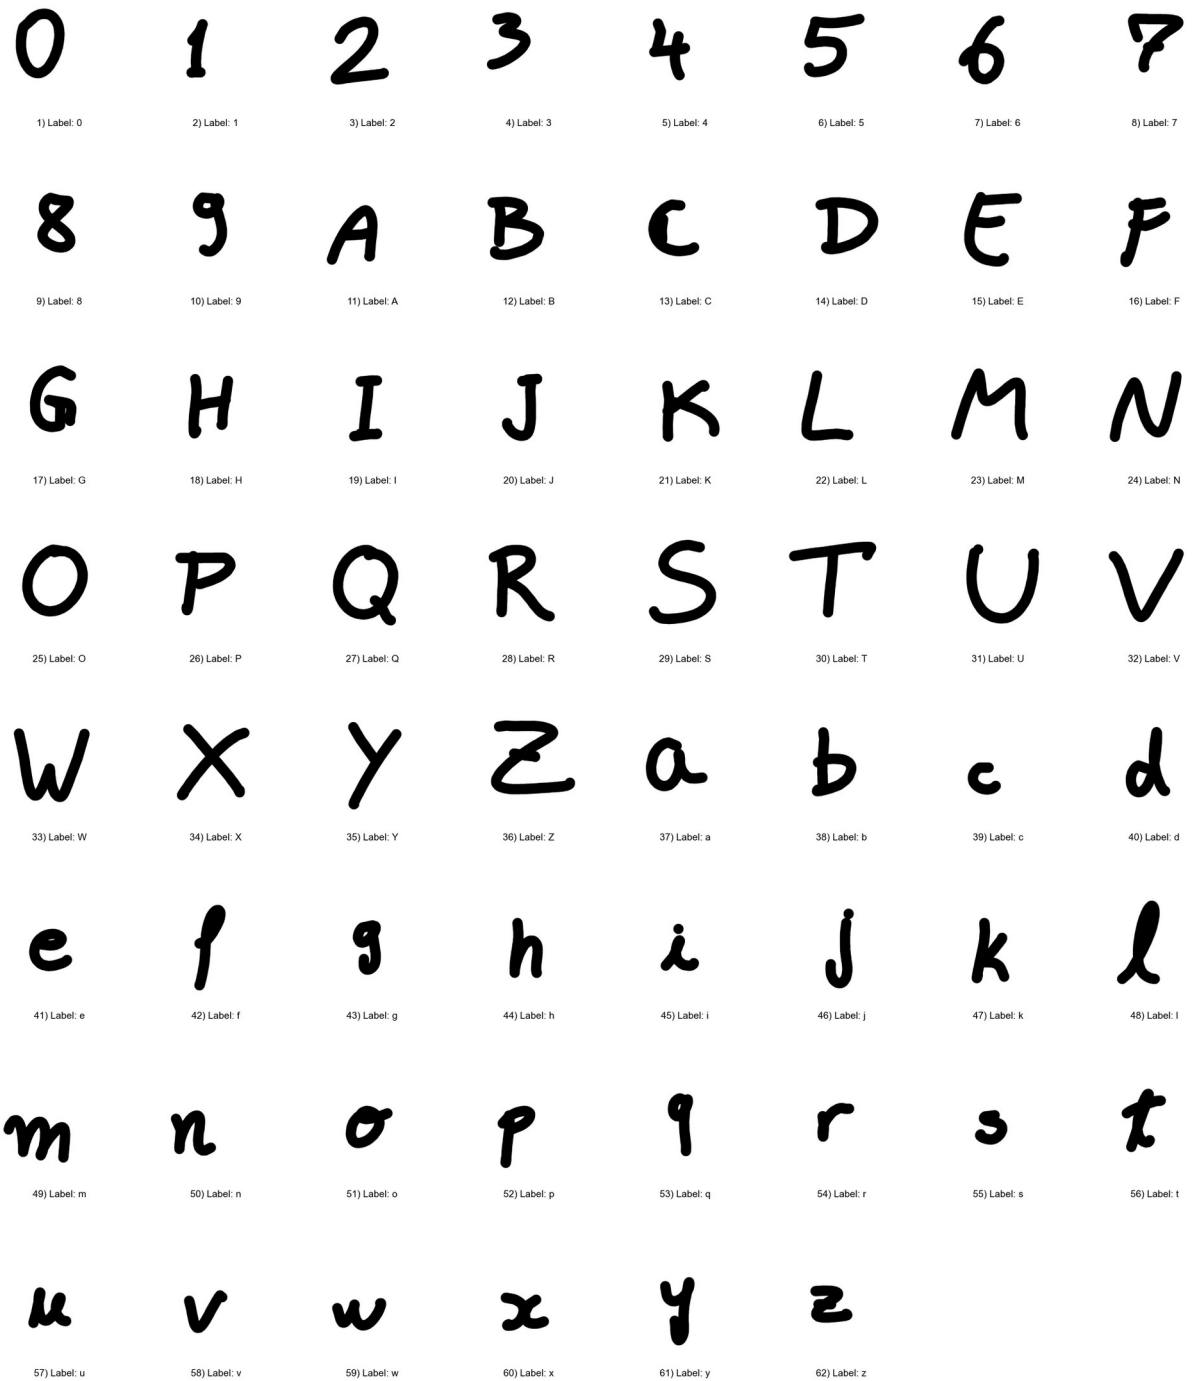 0 1 2 3 4 5 6 7
1) Label: 0 2) Label: 1 3) Label: 2 4) Label: 3 5) Label: 4 6) Label: 5 7) Label: 6 8) Label: 7
8 9 A B C D E F
9) Label: 8 10) Label: 9 11) Label: A 12) Label: B 13) Label: C 14) Label: D 15) Label: E 16) Label: F
G H I J K L M N
17) Label: G 18) Label: H 19) Label: I 20) Label: J 21) Label: K 22) Label: L 23) Label: M 24) Label: N
O P Q R S T U V
25) Label: O 26) Label: P 27) Label: Q 28) Label: R 29) Label: S 30) Label: T 31) Label: U 32) Label: V
W X Y Z a b c d
33) Label: W 34) Label: X 35) Label: Y 36) Label: Z 37) Label: a 38) Label: b 39) Label: c 40) Label: d
e f g h i j k l
41) Label: e 42) Label: f 43) Label: g 44) Label: h 45) Label: i 46) Label: j 47) Label: k 48) Label: l
m n o p q r s t
49) Label: m 50) Label: n 51) Label: o 52) Label: p 53) Label: q 54) Label: r 55) Label: s 56) Label: t
u v w x y z
57) Label: u 58) Label: v 59) Label: w 60) Label: x 61) Label: y 62) Label: z